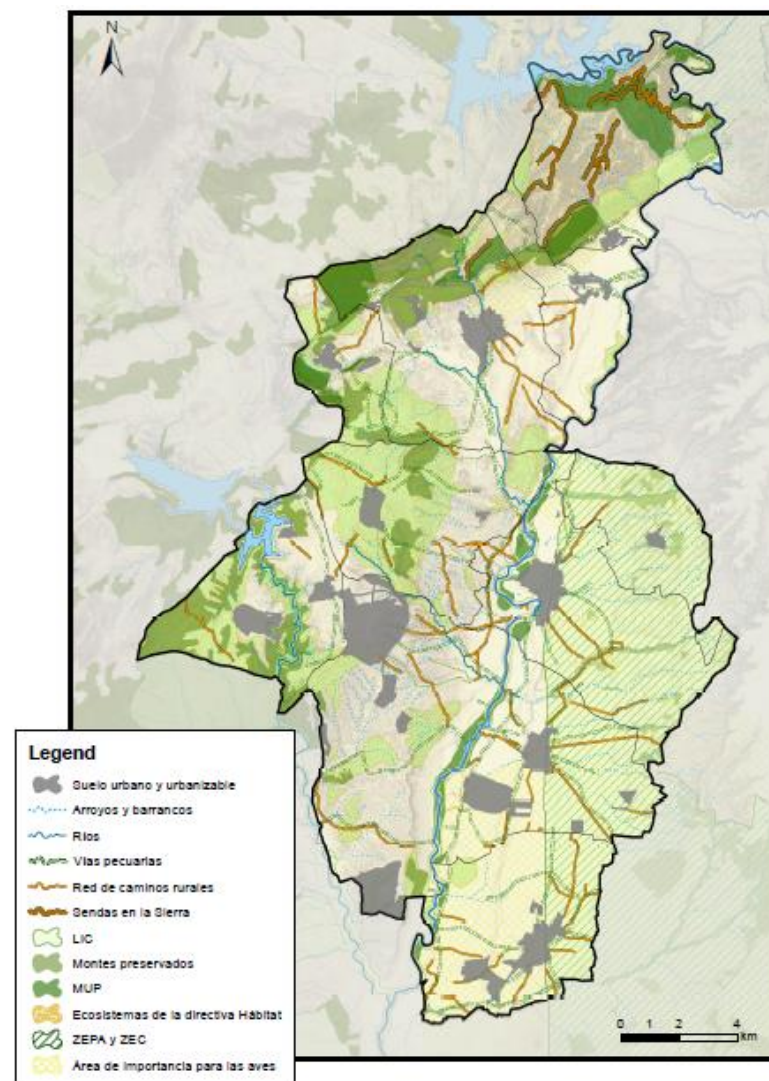 N
Legend
Suelo urbano y urbanizable
Arroyos y barrancos
Ríos
Vías pecuarias
Red de caminos rurales
Sendas en la Sierra
LIC
Montes preservados
MUP
Ecosistemas de la directiva Hábitat
ZEPA y ZEC
Área de importancia para las aves
0 1 2 4
km